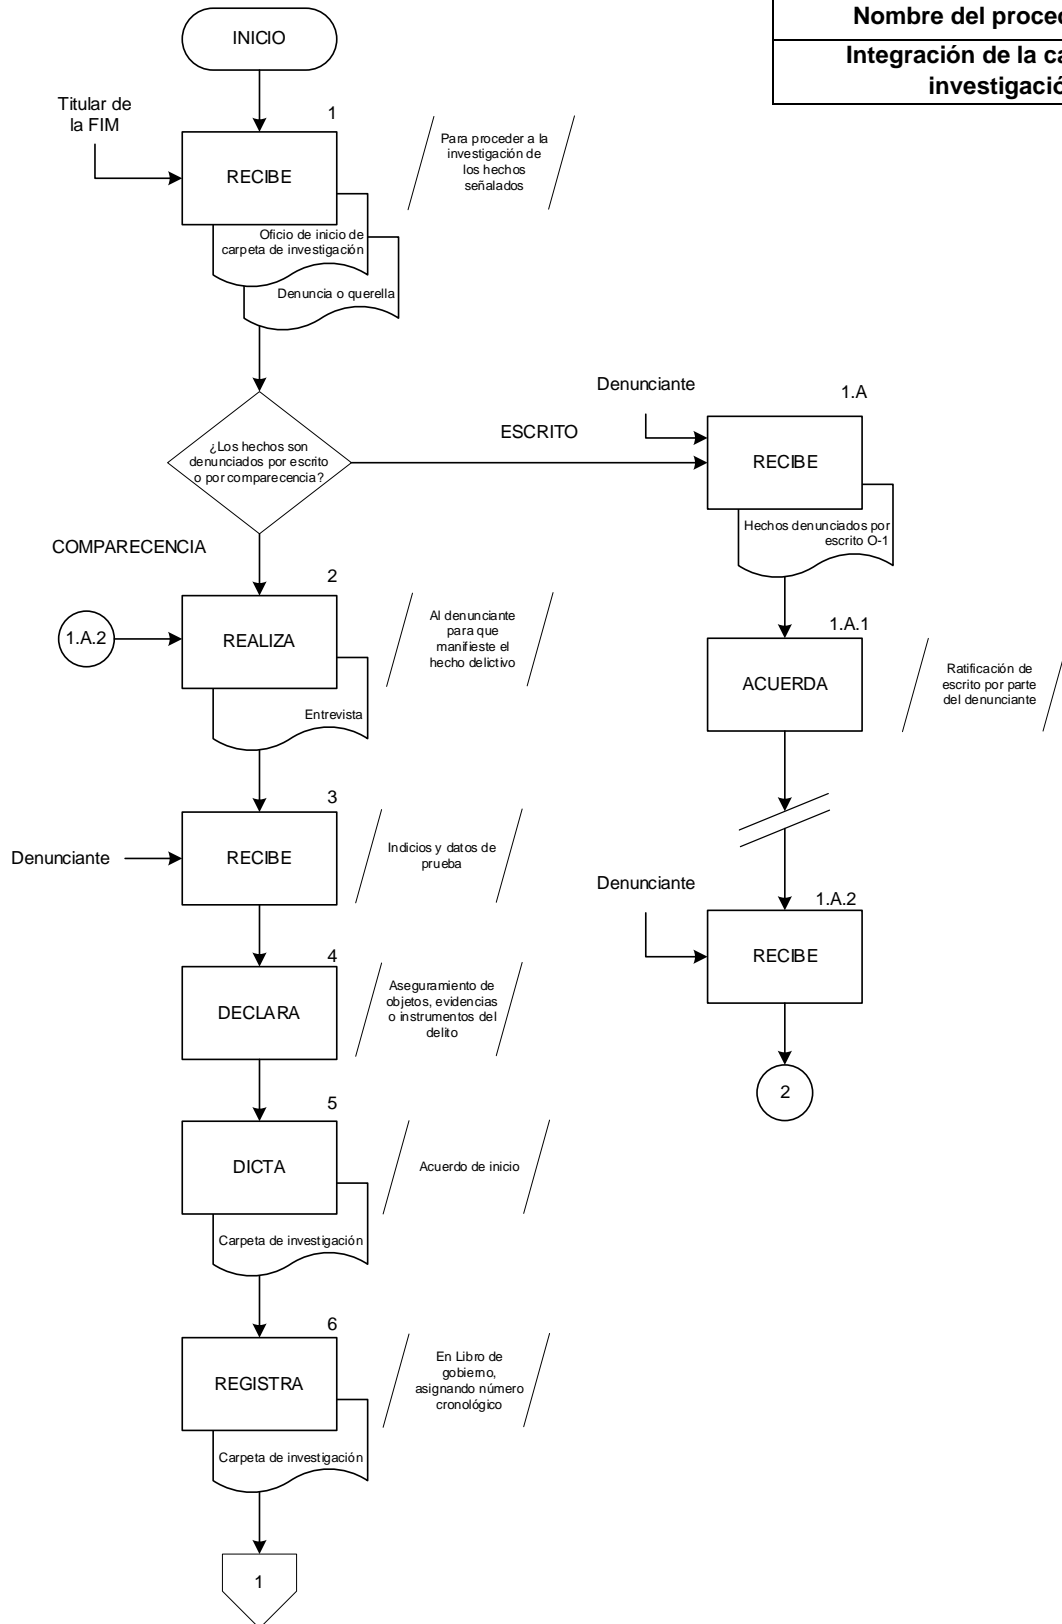 Nombre del proced
Integración de la ca
investigació
INICIO
Titular de
la FIM
1
RECIBE
Para proceder a la
investigación de
los hechos
señalados
Oficio de inicio de
carpeta de investigación
Denuncia o querella
¿Los hechos son
denunciados por escrito
o por comparecencia?
ESCRITO
Denunciante
1.A
RECIBE
Hechos denunciados por
escrito O-1
COMPARECENCIA
2
1.A.2
REALIZA
Al denunciante
para que
manifieste el
hecho delictivo
Entrevista
1.A.1
ACUERDA
Ratificación de
escrito por parte
del denunciante
3
Denunciante
RECIBE
Indicios y datos de
prueba
Denunciante
1.A.2
RECIBE
2
4
DECLARA
Aseguramiento de
objetos, evidencias
o instrumentos del
delito
5
DICTA
Acuerdo de inicio
Carpeta de investigación
6
REGISTRA
En Libro de
gobierno,
asignando número
cronológico
Carpeta de investigación
1